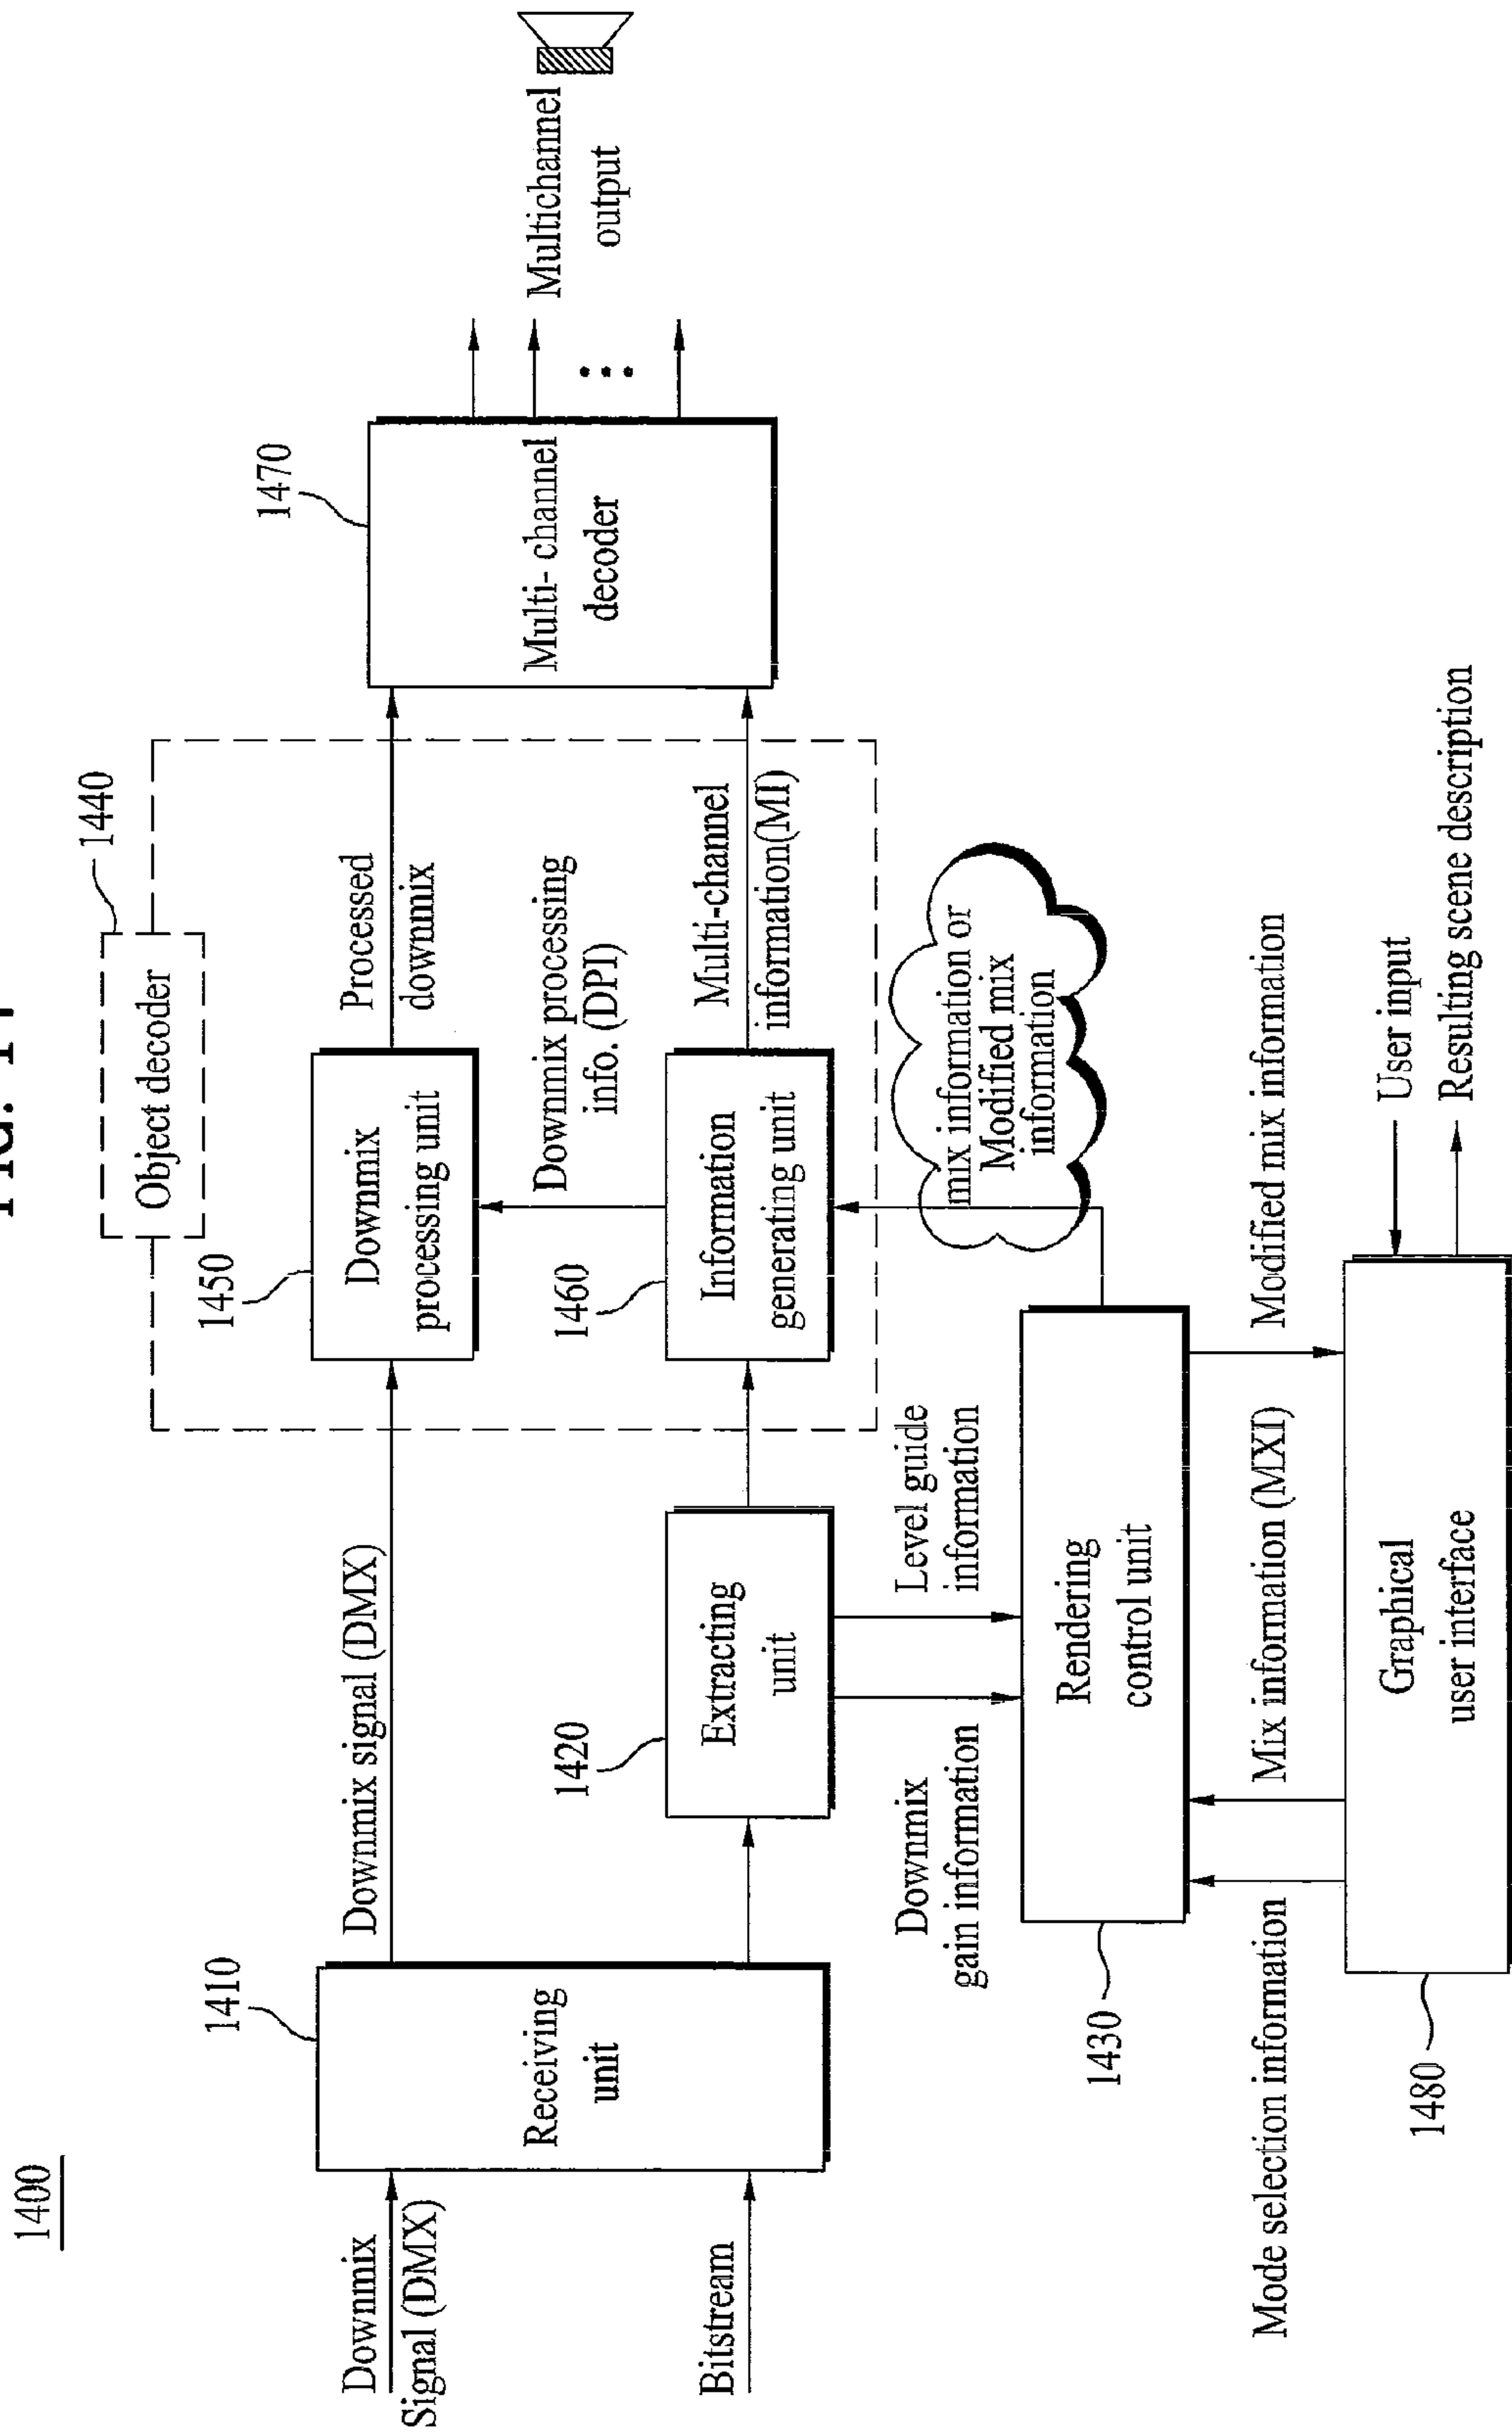 1400
Object decoder
1440
Downmix
Signal (DMX)
Bitstream
1410
Receiving
unit
Downmix signal (DMX)
1450
Downmix
processing unit
Processed
downmix
1470
Multi- channel
decoder
Multichannel
output
1420
Extracting
unit
1460
Information
generating unit
Downmix processing
info. (DPI)
Multi-channel
information(MI)
Downmix
gain information
Level guide
information
mix information or
Modified mix
information
1430
Rendering
control unit
Mode selection information
Mix information (MXI)
Modified mix information
1480
Graphical
user interface
User input
Resulting scene description